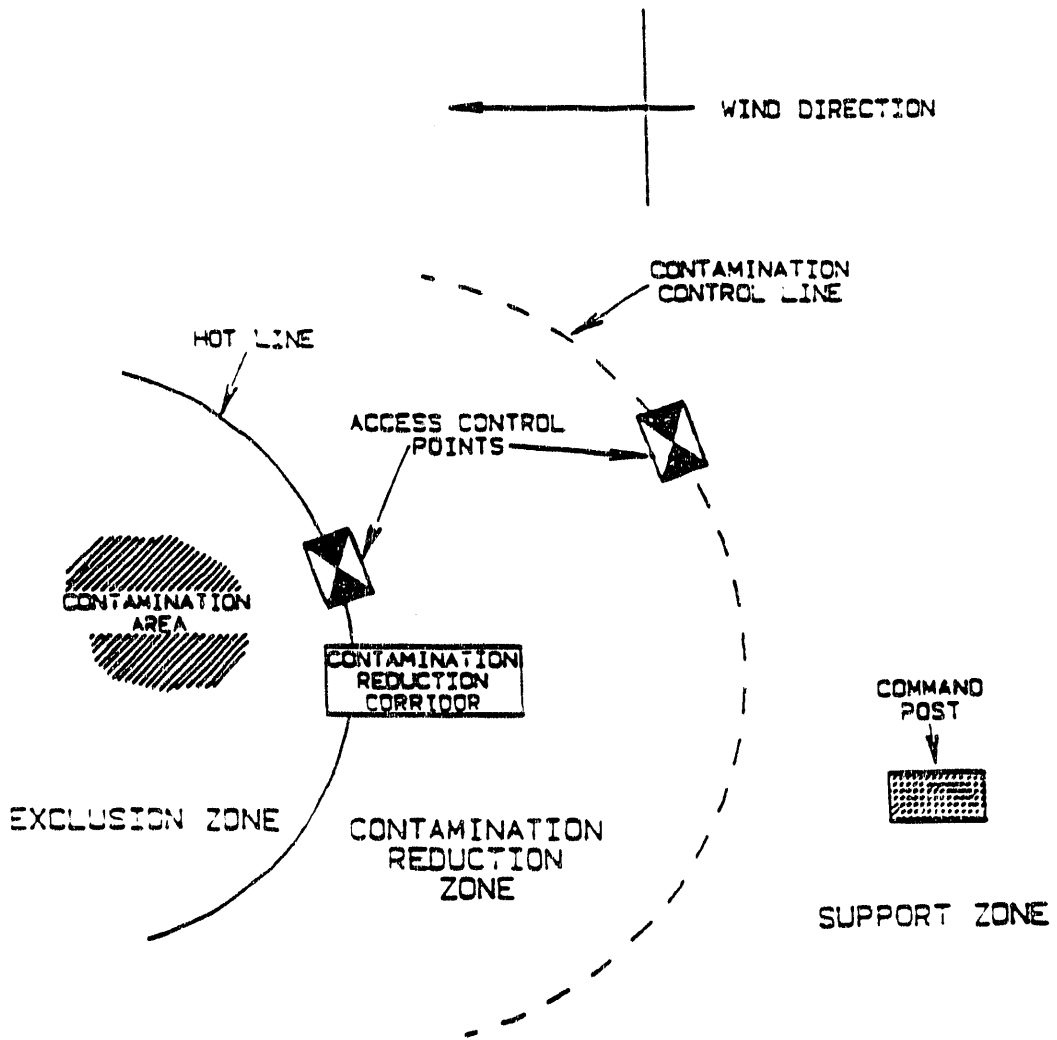 WIND DIRECTION
CONTAMINATION
CONTROL LINE
HOT LINE
ACCESS CONTROL
POINTS
CONTAMINATION
AREA
CONTAMINATION
REDUCTION
CORRIDOR
COMMAND
POST
EXCLUSION ZONE
CONTAMINATION
REDUCTION
ZONE
SUPPORT ZONE